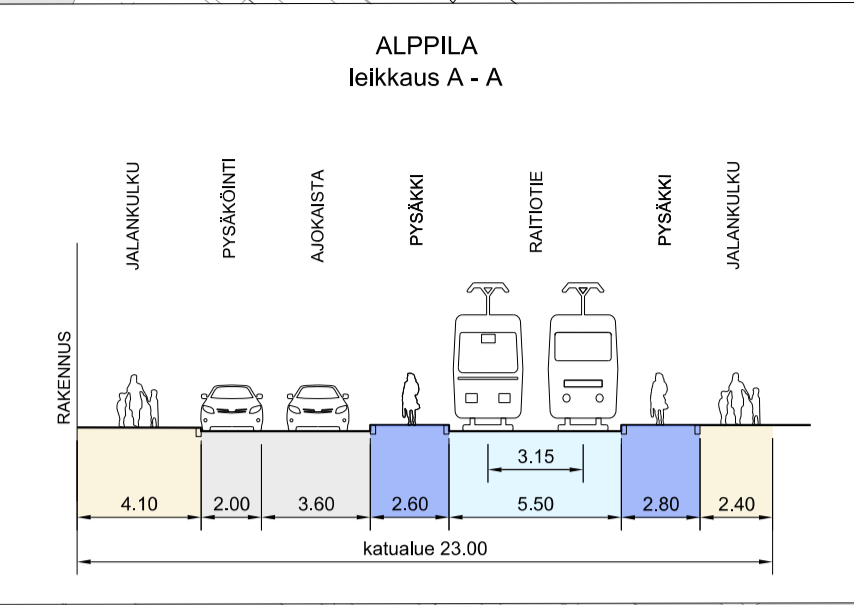 ALPPILA
leikkaus A - A
JALANKULKU
PYSÄKÖINTI
AJOKAISTA
PYSÄKKI
RAITIOTIE
PYSÄKKI
JALANKULKU
RAKENNUS
3.15
4.10
2.00
3.60
2.60
5.50
2.80
2.40
katualue 23.00